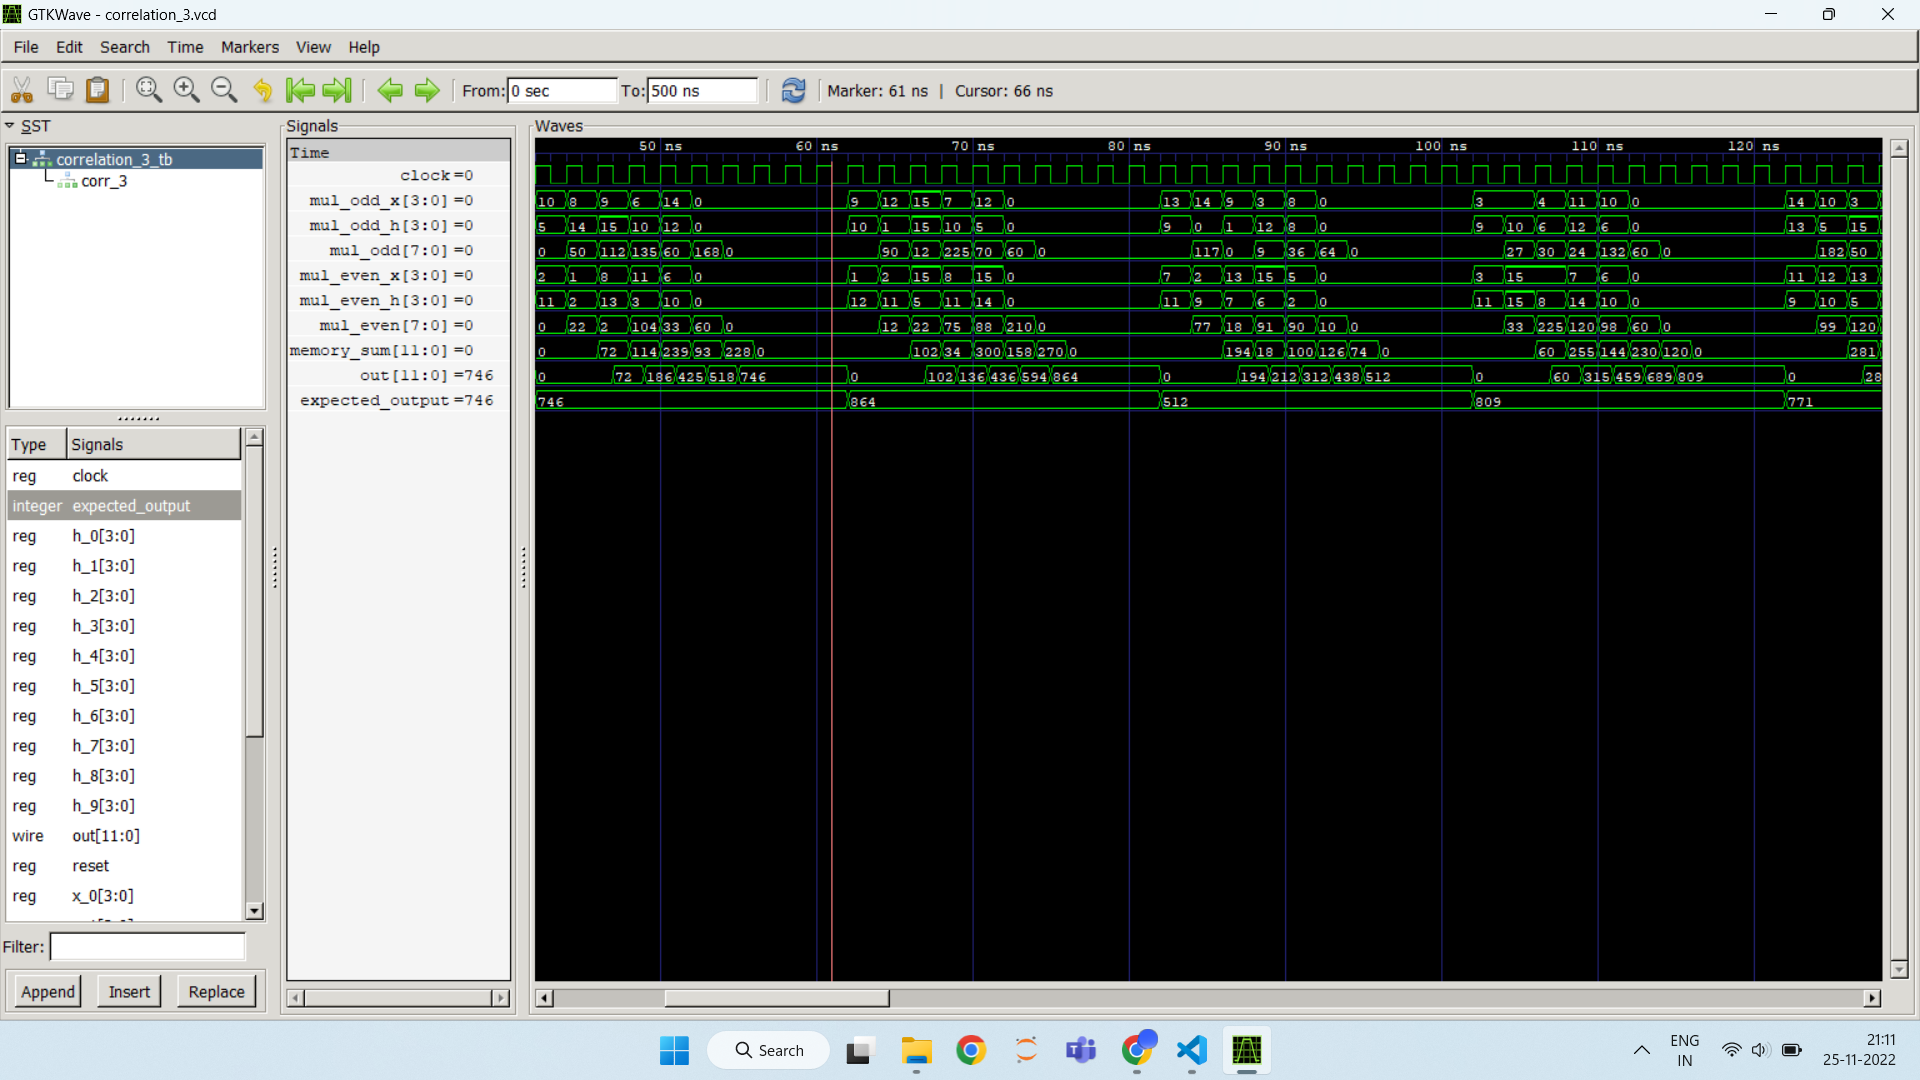 GTKWave - correlation_3.vcd
File Edit Search Time Markers View Help
From: 0 sec To: 500 ns Marker: 61 ns | Cursor: 66 ns
SST
correlation_3_tb
corr_3
Type Signals
reg clock
integer expected_output
reg h_0[3:0]
reg h_1[3:0]
reg h_2[3:0]
reg h_3[3:0]
reg h_4[3:0]
reg h_5[3:0]
reg h_6[3:0]
reg h_7[3:0]
reg h_8[3:0]
reg h_9[3:0]
wire out[11:0]
reg reset
reg x_0[3:0]
Filter:
Append Insert Replace
Signals
Time
clock=0
mul_odd_x[3:0]=0
mul_odd_h[3:0]=0
mul_odd[7:0]=0
mul_even_x[3:0]=0
mul_even_h[3:0]=0
mul_even[7:0]=0
memory_sum[11:0]=0
out[11:0]=746
expected_output=746
Waves
50 ns 60 ns 70 ns 80 ns 90 ns 100 ns 110 ns 120 ns
10 8 9 6 14 0 9 12 15 7 12 0 13 14 9 3 8 0 3 4 11 10 0 14 10 3
5 14 15 10 12 0 10 1 15 10 5 0 9 0 1 12 8 0 9 10 6 12 6 0 13 5 15
0 50 112 135 60 168 0 90 12 225 70 60 0 117 0 9 36 64 0 27 30 24 132 60 0 182 50
2 1 8 11 6 0 1 2 15 8 15 0 7 2 13 15 5 0 3 15 7 6 0 11 12 13
11 2 13 3 10 0 12 11 5 11 14 0 11 9 7 6 2 0 11 15 8 14 10 0 9 10 5
0 22 2 104 33 60 0 12 22 75 88 210 0 77 18 91 90 10 0 33 225 120 98 60 0 99 120
0 72 114 239 93 228 0 102 34 300 158 270 0 194 18 100 126 74 0 60 255 144 230 120 0 281
0 72 186 425 518 746 0 102 136 436 594 864 0 194 212 312 438 512 0 60 315 459 689 809 0 28
746 864 512 809 771
Search
ENG
IN
21:11
25-11-2022